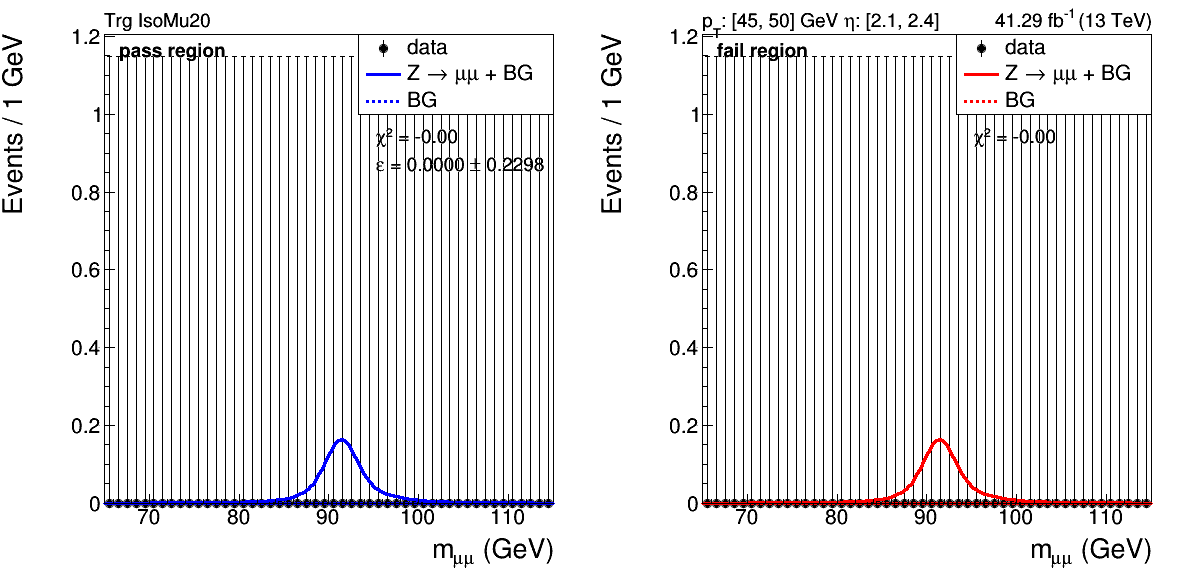 Trg IsoMu20
Events / 1 GeV
pass region
data
Z → μμ + BG
BG
χ² = -0.00
ε = 0.0000 ± 0.2298
1.2
1
0.8
0.6
0.4
0.2
0
70 80 90 100 110
m_μμ (GeV)
p_T: [45, 50] GeV η: [2.1, 2.4] 41.29 fb⁻¹ (13 TeV)
Events / 1 GeV
fail region
data
Z → μμ + BG
BG
χ² = -0.00
1.2
1
0.8
0.6
0.4
0.2
0
70 80 90 100 110
m_μμ (GeV)